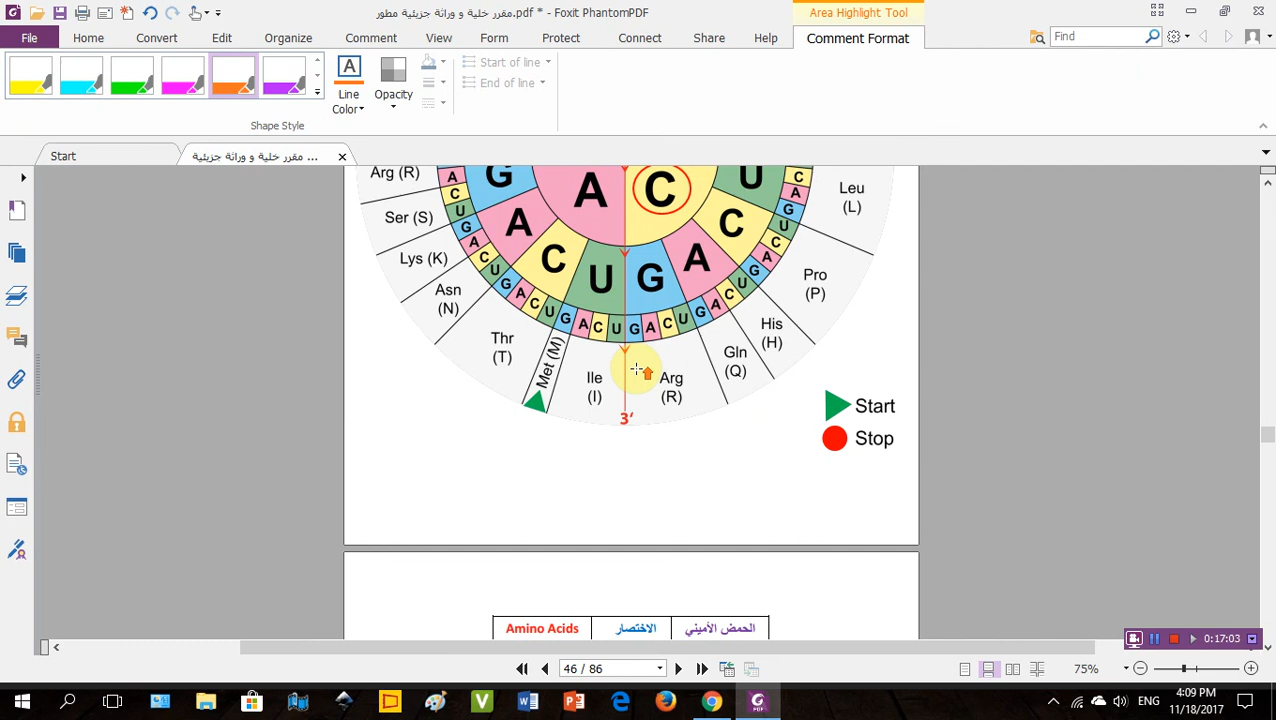 مقرر خلية و وراثة جزيئية مطور.pdf * - Foxit PhantomPDF
Area Highlight Tool
File Home Convert Edit Organize Comment View Form Protect Connect Share Help Comment Format
Find
Line Color
Opacity
Start of line
End of line
Shape Style
Start
مقرر خلية و وراثة جزيئية ...
Arg (R)
Ser (S)
Lys (K)
Asn (N)
Thr (T)
Met (M)
Ile (I)
Arg (R)
Gln (Q)
His (H)
Pro (P)
Leu (L)
A C
G A C U G A C U
A C U G A C U G A C U G A C U G A C U G A C U G A C U G A C U G A C
3'
Start
Stop
Amino Acids الاختصار الحمض الأميني
0:17:03
46 / 86
75%
ENG
4:09 PM
11/18/2017